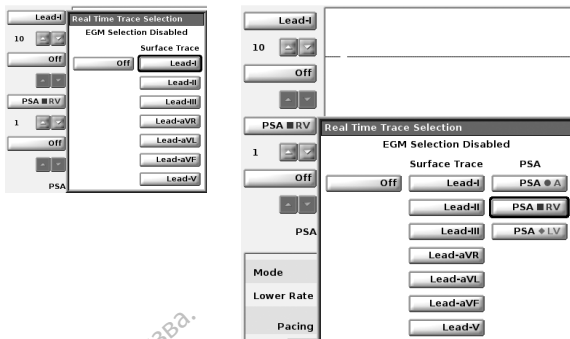 Lead-I
Real Time Trace Selection
EGM Selection Disabled
10
Surface Trace
Off
Off
Lead-I
Lead-II
PSA ■ RV
Lead-III
1
Lead-aVR
Off
Lead-aVL
Lead-aVF
PSA
Lead-V
Lead-I
10
Off
PSA ■ RV
Real Time Trace Selection
1
EGM Selection Disabled
Surface Trace PSA
Off
Off
Lead-I
PSA ● A
Lead-II
PSA ■ RV
PSA
Lead-III
PSA ◆ LV
Lead-aVR
Mode
Lead-aVL
Lower Rate
Lead-aVF
Pacing
Lead-V